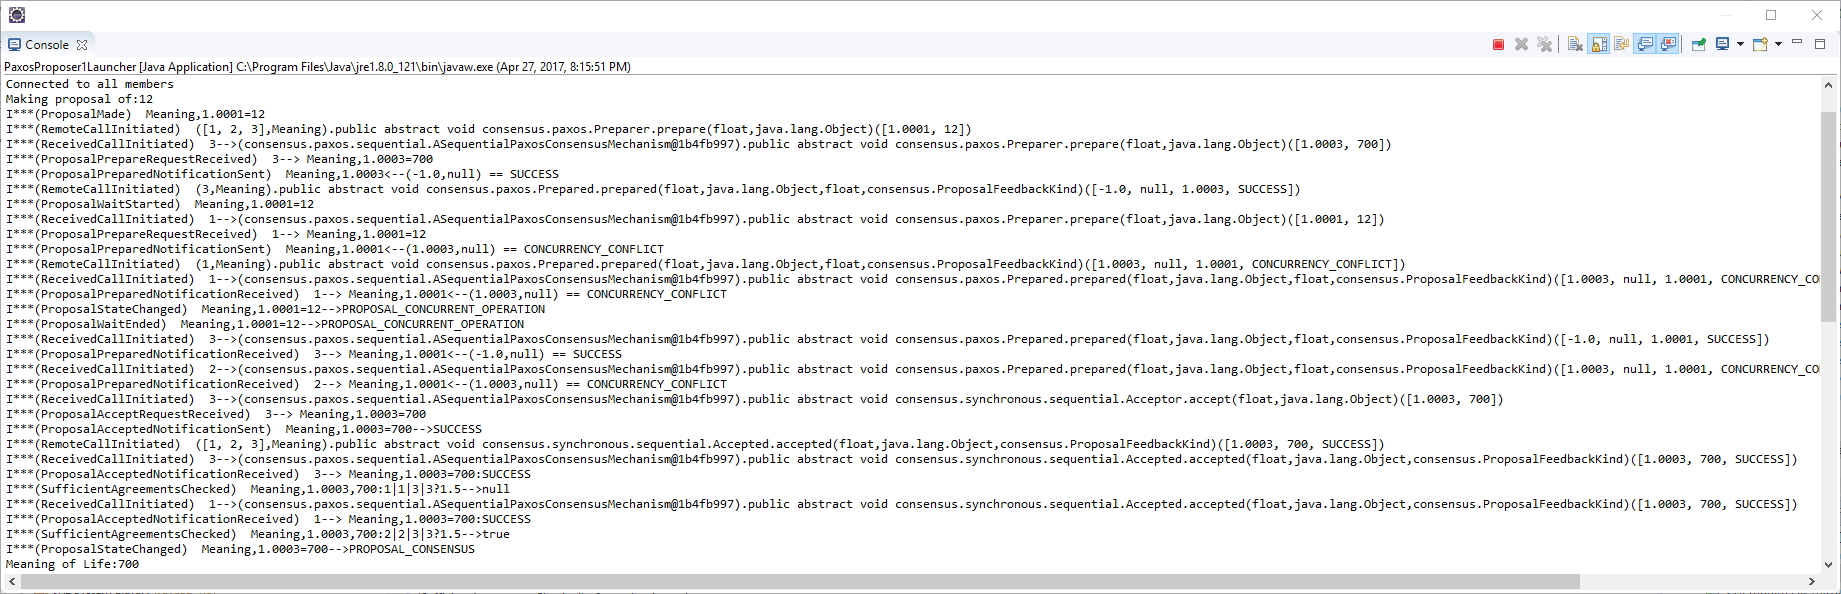 Console
PaxosProposer1Launcher [Java Application] C:\Program Files\Java\jre1.8.0_121\bin\javaw.exe (Apr 27, 2017, 8:15:51 PM)
Connected to all members
Making proposal of:12
I***(ProposalMade)  Meaning,1.0001=12
I***(RemoteCallInitiated)  ([1, 2, 3],Meaning).public abstract void consensus.paxos.Preparer.prepare(float,java.lang.Object)([1.0001, 12])
I***(ReceivedCallInitiated)  3-->(consensus.paxos.sequential.ASequentialPaxosConsensusMechanism@1b4fb997).public abstract void consensus.paxos.Preparer.prepare(float,java.lang.Object)([1.0003, 700])
I***(ProposalPrepareRequestReceived)  3--> Meaning,1.0003=700
I***(ProposalPreparedNotificationSent)  Meaning,1.0003<--(-1.0,null) == SUCCESS
I***(RemoteCallInitiated)  (3,Meaning).public abstract void consensus.paxos.Prepared.prepared(float,java.lang.Object,float,consensus.ProposalFeedbackKind)([-1.0, null, 1.0003, SUCCESS])
I***(ProposalWaitStarted)  Meaning,1.0001=12
I***(ReceivedCallInitiated)  1-->(consensus.paxos.sequential.ASequentialPaxosConsensusMechanism@1b4fb997).public abstract void consensus.paxos.Preparer.prepare(float,java.lang.Object)([1.0001, 12])
I***(ProposalPrepareRequestReceived)  1--> Meaning,1.0001=12
I***(ProposalPreparedNotificationSent)  Meaning,1.0001<--(1.0003,null) == CONCURRENCY_CONFLICT
I***(RemoteCallInitiated)  (1,Meaning).public abstract void consensus.paxos.Prepared.prepared(float,java.lang.Object,float,consensus.ProposalFeedbackKind)([1.0003, null, 1.0001, CONCURRENCY_CONFLICT])
I***(ReceivedCallInitiated)  1-->(consensus.paxos.sequential.ASequentialPaxosConsensusMechanism@1b4fb997).public abstract void consensus.paxos.Prepared.prepared(float,java.lang.Object,float,consensus.ProposalFeedbackKind)([1.0003, null, 1.0001, CONCURRENCY_CO
I***(ProposalPreparedNotificationReceived)  1--> Meaning,1.0001<--(1.0003,null) == CONCURRENCY_CONFLICT
I***(ProposalStateChanged)  Meaning,1.0001=12-->PROPOSAL_CONCURRENT_OPERATION
I***(ProposalWaitEnded)  Meaning,1.0001=12-->PROPOSAL_CONCURRENT_OPERATION
I***(ReceivedCallInitiated)  3-->(consensus.paxos.sequential.ASequentialPaxosConsensusMechanism@1b4fb997).public abstract void consensus.paxos.Prepared.prepared(float,java.lang.Object,float,consensus.ProposalFeedbackKind)([-1.0, null, 1.0001, SUCCESS])
I***(ProposalPreparedNotificationReceived)  3--> Meaning,1.0001<--(-1.0,null) == SUCCESS
I***(ReceivedCallInitiated)  2-->(consensus.paxos.sequential.ASequentialPaxosConsensusMechanism@1b4fb997).public abstract void consensus.paxos.Prepared.prepared(float,java.lang.Object,float,consensus.ProposalFeedbackKind)([1.0003, null, 1.0001, CONCURRENCY_CO
I***(ProposalPreparedNotificationReceived)  2--> Meaning,1.0001<--(1.0003,null) == CONCURRENCY_CONFLICT
I***(ReceivedCallInitiated)  3-->(consensus.paxos.sequential.ASequentialPaxosConsensusMechanism@1b4fb997).public abstract void consensus.synchronous.sequential.Acceptor.accept(float,java.lang.Object)([1.0003, 700])
I***(ProposalAcceptRequestReceived)  3--> Meaning,1.0003=700
I***(ProposalAcceptedNotificationSent)  Meaning,1.0003=700-->SUCCESS
I***(RemoteCallInitiated)  ([1, 2, 3],Meaning).public abstract void consensus.synchronous.sequential.Accepted.accepted(float,java.lang.Object,consensus.ProposalFeedbackKind)([1.0003, 700, SUCCESS])
I***(ReceivedCallInitiated)  3-->(consensus.paxos.sequential.ASequentialPaxosConsensusMechanism@1b4fb997).public abstract void consensus.synchronous.sequential.Accepted.accepted(float,java.lang.Object,consensus.ProposalFeedbackKind)([1.0003, 700, SUCCESS])
I***(ProposalAcceptedNotificationReceived)  3--> Meaning,1.0003=700:SUCCESS
I***(SufficientAgreementsChecked)  Meaning,1.0003,700:1|1|3|3?1.5-->null
I***(ReceivedCallInitiated)  1-->(consensus.paxos.sequential.ASequentialPaxosConsensusMechanism@1b4fb997).public abstract void consensus.synchronous.sequential.Accepted.accepted(float,java.lang.Object,consensus.ProposalFeedbackKind)([1.0003, 700, SUCCESS])
I***(ProposalAcceptedNotificationReceived)  1--> Meaning,1.0003=700:SUCCESS
I***(SufficientAgreementsChecked)  Meaning,1.0003,700:2|2|3|3?1.5-->true
I***(ProposalStateChanged)  Meaning,1.0003=700-->PROPOSAL_CONSENSUS
Meaning of Life:700